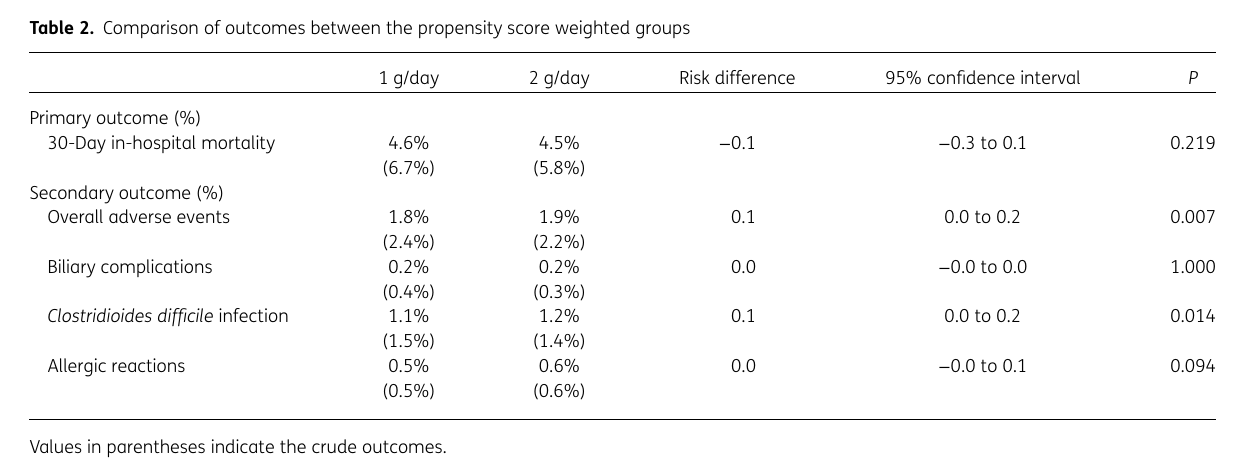 Table 2. Comparison of outcomes between the propensity score weighted groups
1 g/day 2 g/day Risk difference 95% confidence interval P
Primary outcome (%)
30-Day in-hospital mortality 4.6% 4.5% −0.1 −0.3 to 0.1 0.219
(6.7%) (5.8%)
Secondary outcome (%)
Overall adverse events 1.8% 1.9% 0.1 0.0 to 0.2 0.007
(2.4%) (2.2%)
Biliary complications 0.2% 0.2% 0.0 −0.0 to 0.0 1.000
(0.4%) (0.3%)
Clostridioides difficile infection 1.1% 1.2% 0.1 0.0 to 0.2 0.014
(1.5%) (1.4%)
Allergic reactions 0.5% 0.6% 0.0 −0.0 to 0.1 0.094
(0.5%) (0.6%)
Values in parentheses indicate the crude outcomes.